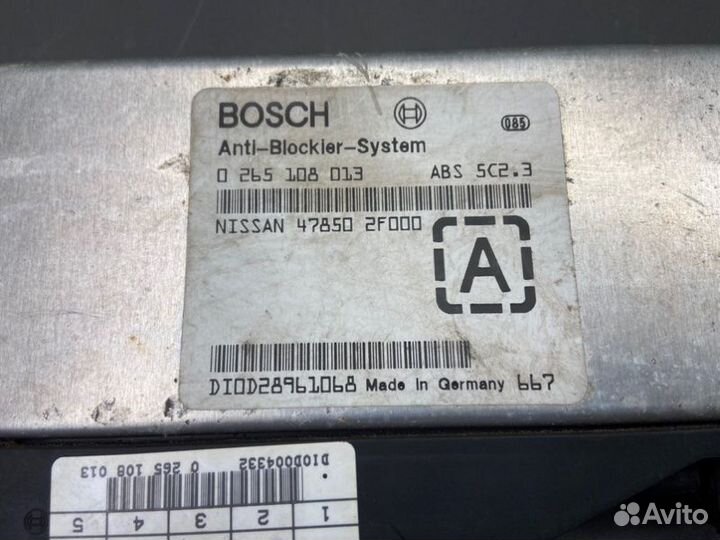 BOSCH
085
Anti-Blockier-System
0 265 108 013 ABS 5C2.3
NISSAN 47850 2F000
A
DIOD28961068 Made in Germany 667
DIOD004332 0 265 108 013
1 2 3 4 5
Avito